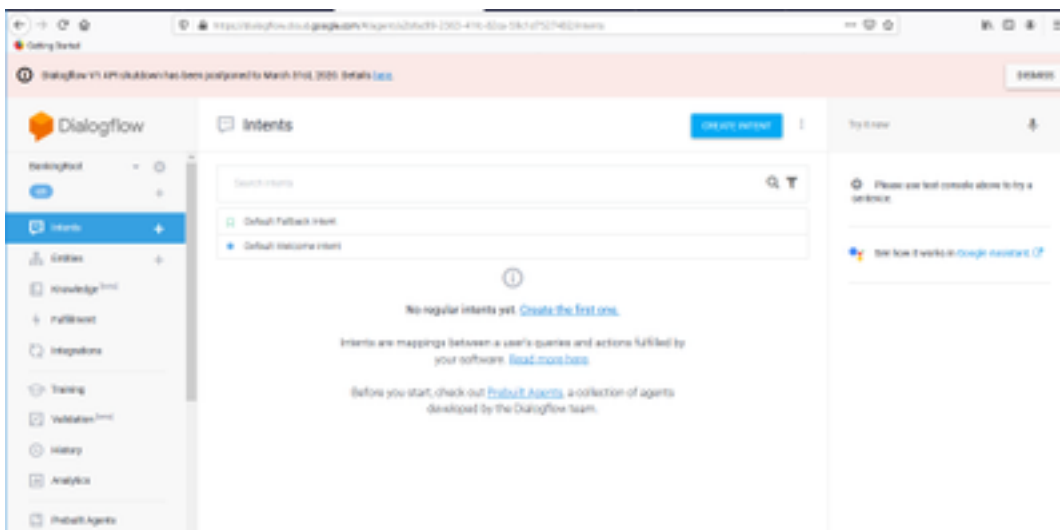 Getting Started
Dialogflow V1 API shutdown has been postponed to March 31st, 2020. Details here.
DISMISS
Dialogflow
Intents
CREATE INTENT
Try it now
en
Search intents
Please use test console above to try a
sentence.
Intents
Default Fallback Intent
Default Welcome Intent
Entities
See how it works in Google Assistant.
Knowledge [beta]
No regular intents yet. Create the first one.
Fulfillment
Intents are mappings between a user's queries and actions fulfilled by
your software. Read more here.
Integrations
Before you start, check out Prebuilt Agents, a collection of agents
developed by the Dialogflow team.
Training
Validation [beta]
History
Analytics
Prebuilt Agents